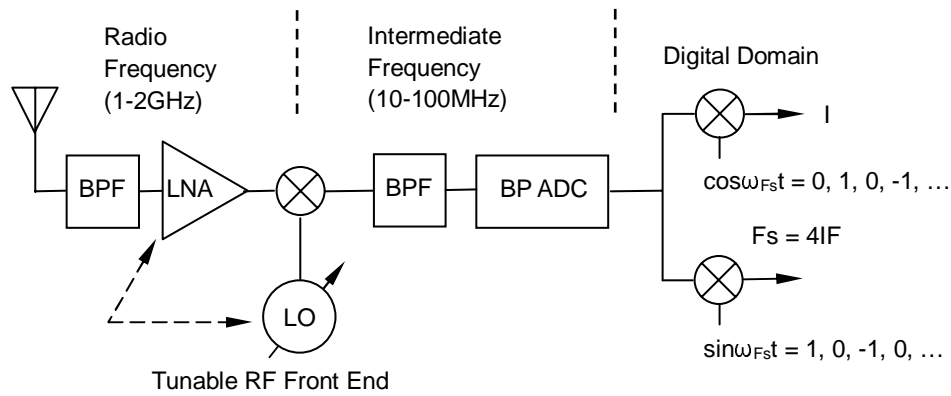 Radio
Frequency
(1-2GHz)
Intermediate
Frequency
(10-100MHz)
Digital Domain
I
BPF
LNA
BPF
BP ADC
cosωFst = 0, 1, 0, -1, …
Fs = 4IF
LO
sinωFst = 1, 0, -1, 0, …
Tunable RF Front End